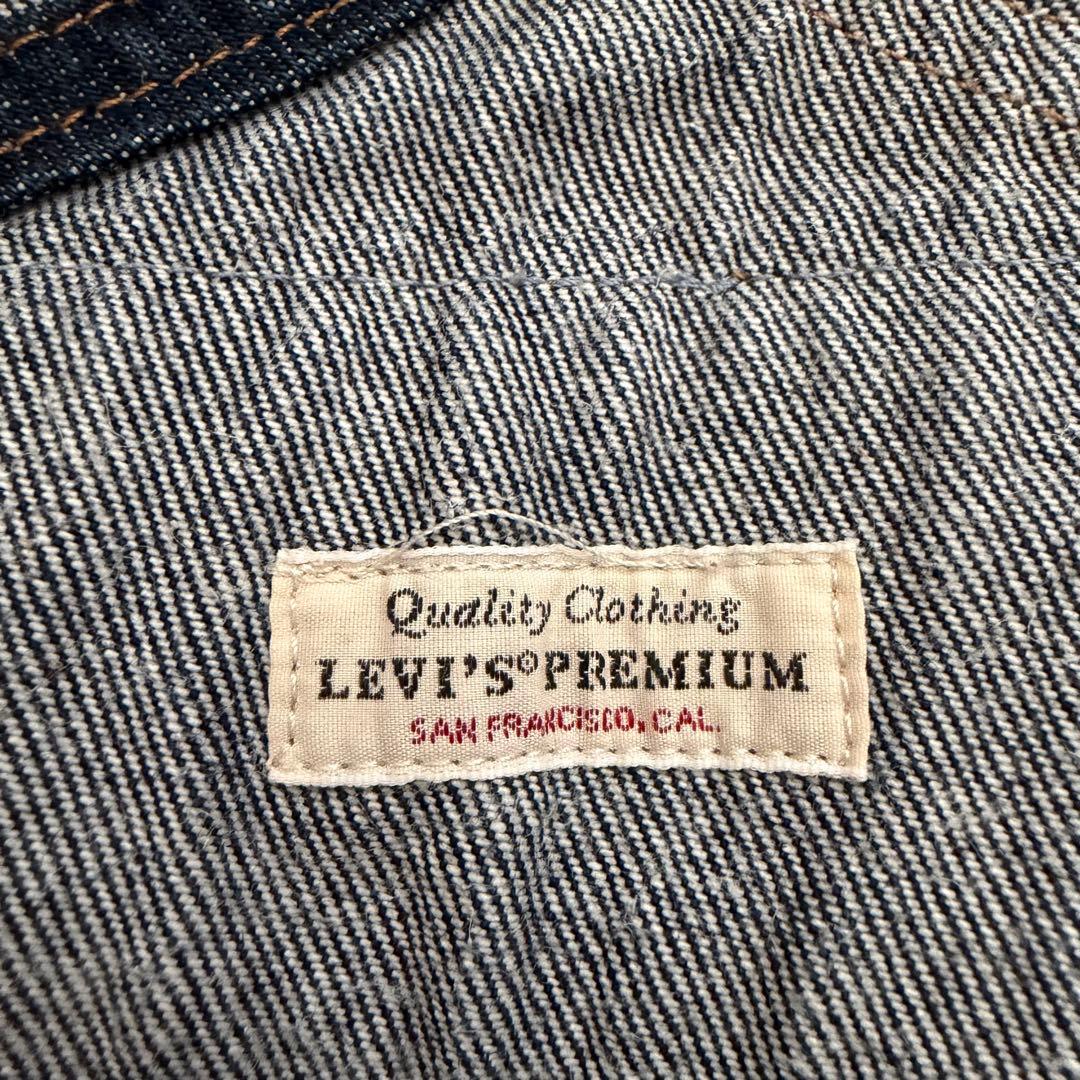 Quality Clothing
LEVI'S® PREMIUM
SAN FRANCISCO, CAL.